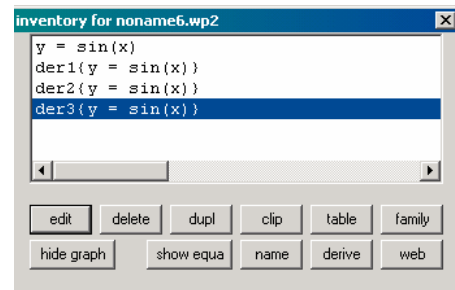 inventory for noname6.wp2
y = sin(x)
der1{y = sin(x)}
der2{y = sin(x)}
der3{y = sin(x)}
edit delete dupl clip table family
hide graph show equa name derive web